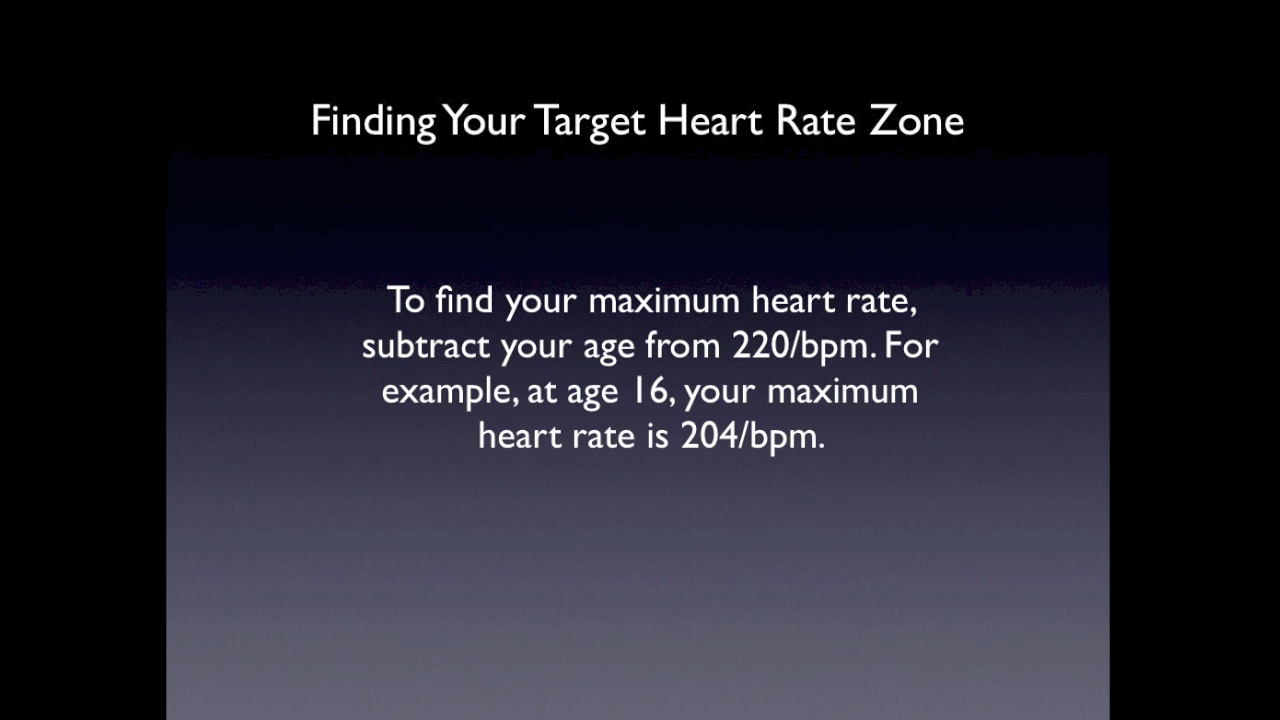 Finding Your Target Heart Rate Zone
To find your maximum heart rate,
subtract your age from 220/bpm. For
example, at age 16, your maximum
heart rate is 204/bpm.